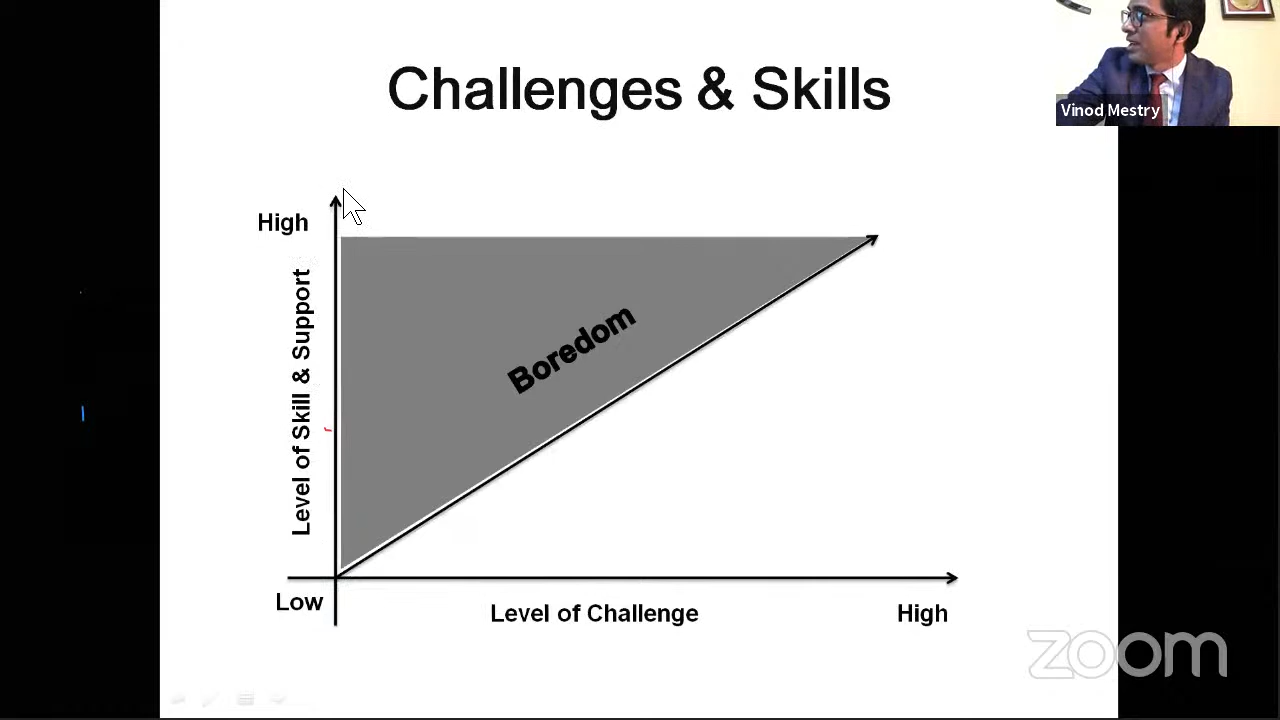 Challenges & Skills
Vinod Mestry
High
Level of Skill & Support
Boredom
Low
Level of Challenge
High
zoom